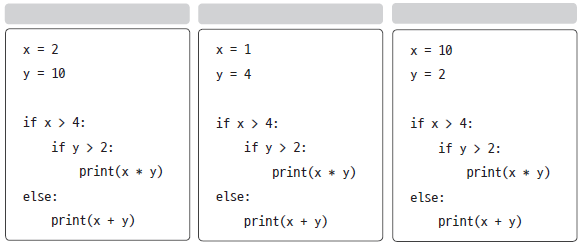 x = 2
y = 10
if x > 4:
    if y > 2:
        print(x * y)
else:
    print(x + y)
x = 1
y = 4
if x > 4:
    if y > 2:
        print(x * y)
else:
    print(x + y)
x = 10
y = 2
if x > 4:
    if y > 2:
        print(x * y)
else:
    print(x + y)